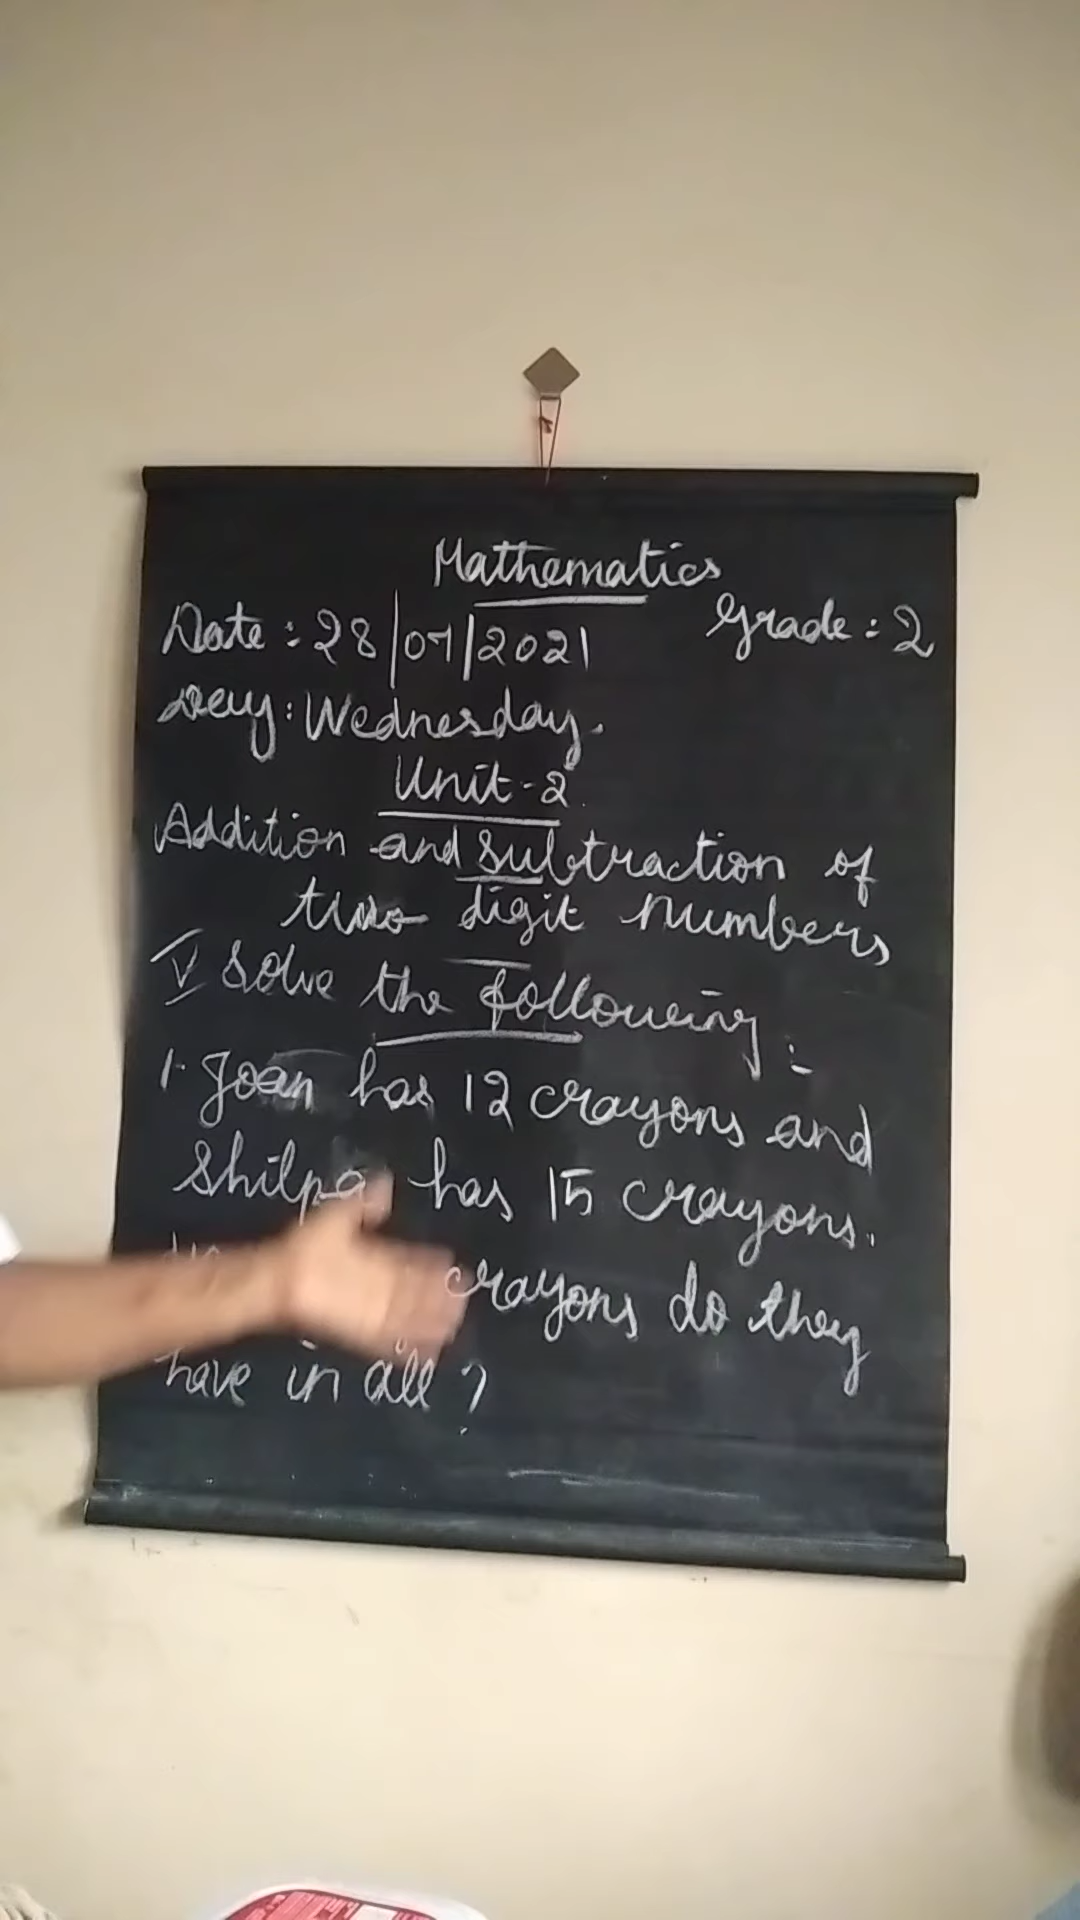 Mathematics
Date : 28/07/2021 Grade : 2
Day : Wednesday.
Unit-2
Addition and Subtraction of
two digit numbers
V Solve the following :
1. Joan has 12 crayons and
Shilpa has 15 crayons.
crayons do they
have in all ?